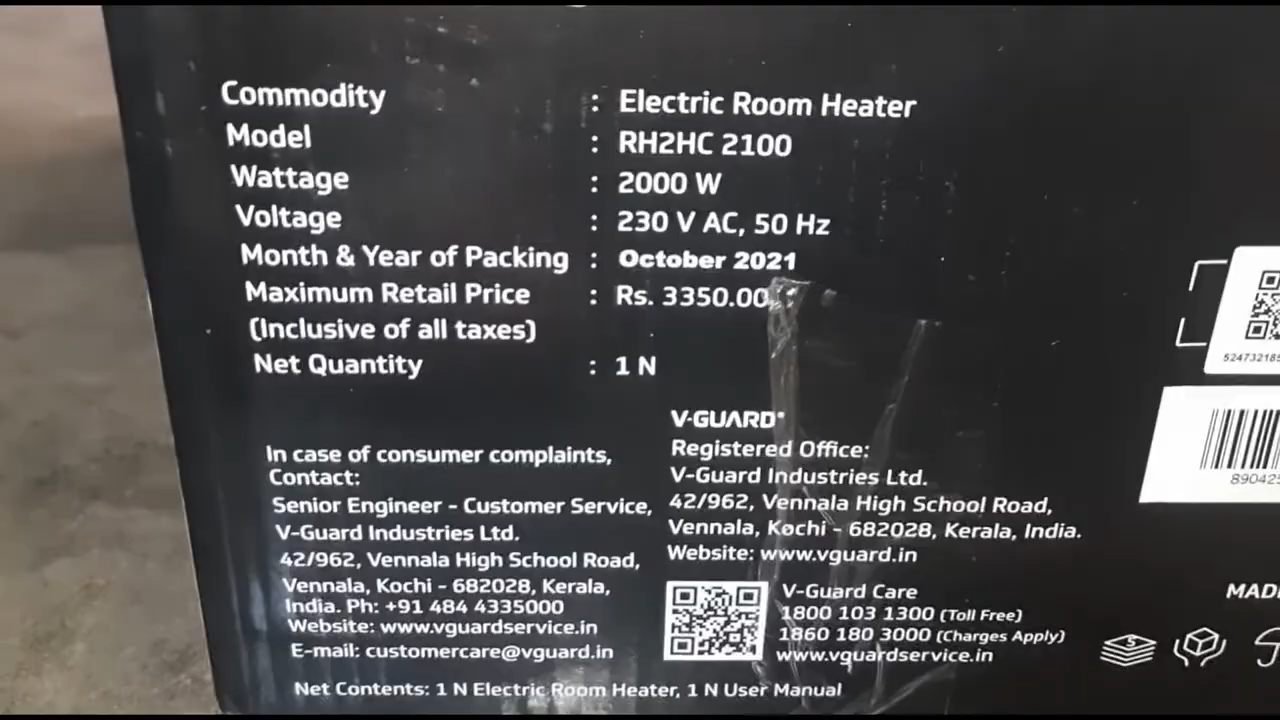 Commodity : Electric Room Heater
Model : RH2HC 2100
Wattage : 2000 W
Voltage : 230 V AC, 50 Hz
Month & Year of Packing : October 2021
Maximum Retail Price : Rs. 3350.00
(Inclusive of all taxes)
Net Quantity : 1 N
In case of consumer complaints,
Contact:
Senior Engineer - Customer Service,
V-Guard Industries Ltd.
42/962, Vennala High School Road,
Vennala, Kochi - 682028, Kerala,
India. Ph: +91 484 4335000
Website: www.vguardservice.in
E-mail: customercare@vguard.in
V-GUARD
Registered Office:
V-Guard Industries Ltd.
42/962, Vennala High School Road,
Vennala, Kochi - 682028, Kerala, India.
Website: www.vguard.in
V-Guard Care
1800 103 1300 (Toll Free)
1860 180 3000 (Charges Apply)
www.vguardservice.in
Net Contents: 1 N Electric Room Heater, 1 N User Manual
52473218
89042
MADE